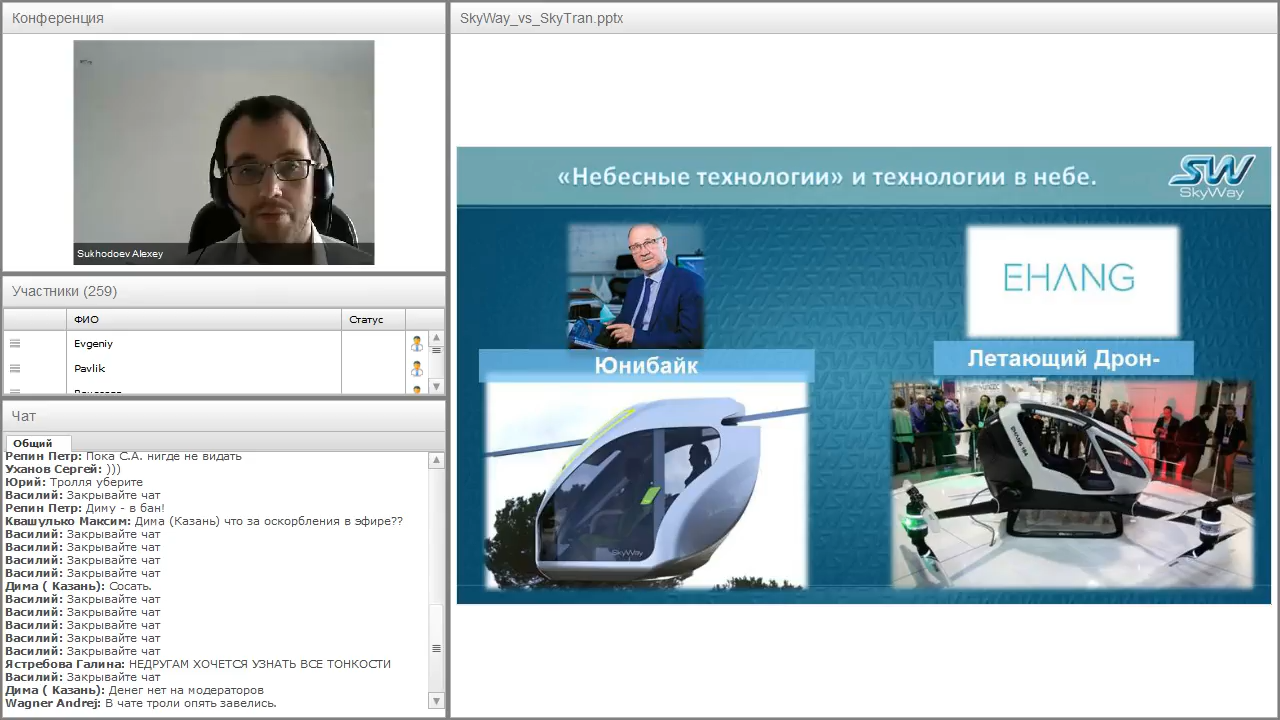 Конференция
Sukhodoev Alexey
Участники (259)
ФИО
Статус
Evgeniy
Pavlik
Чат
Общий
Репин Петр: Пока С.А. нигде не видать
Уханов Сергей: )))
Юрий: Тролля уберите
Василий: Закрывайте чат
Репин Петр: Диму - в бан!
Квашулько Максим: Дима (Казань) что за оскорбления в эфире??
Василий: Закрывайте чат
Василий: Закрывайте чат
Василий: Закрывайте чат
Василий: Закрывайте чат
Дима ( Казань): Сосать.
Василий: Закрывайте чат
Василий: Закрывайте чат
Василий: Закрывайте чат
Василий: Закрывайте чат
Василий: Закрывайте чат
Ястребова Галина: НЕДРУГАМ ХОЧЕТСЯ УЗНАТЬ ВСЕ ТОНКОСТИ
Василий: Закрывайте чат
Дима ( Казань): Денег нет на модераторов
Wagner Andrej: В чате троли опять завелись.
SkyWay_vs_SkyTran.pptx
«Небесные технологии» и технологии в небе.
SW
SkyWay
EHANG
Юнибайк
Летающий Дрон-
SkyWay
EHANG 184